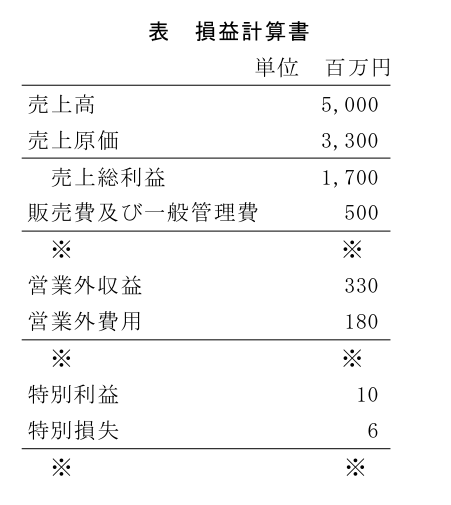 表　損益計算書
単位　百万円
売上高　5,000
売上原価　3,300
売上総利益　1,700
販売費及び一般管理費　500
※　※
営業外収益　330
営業外費用　180
※　※
特別利益　10
特別損失　6
※　※